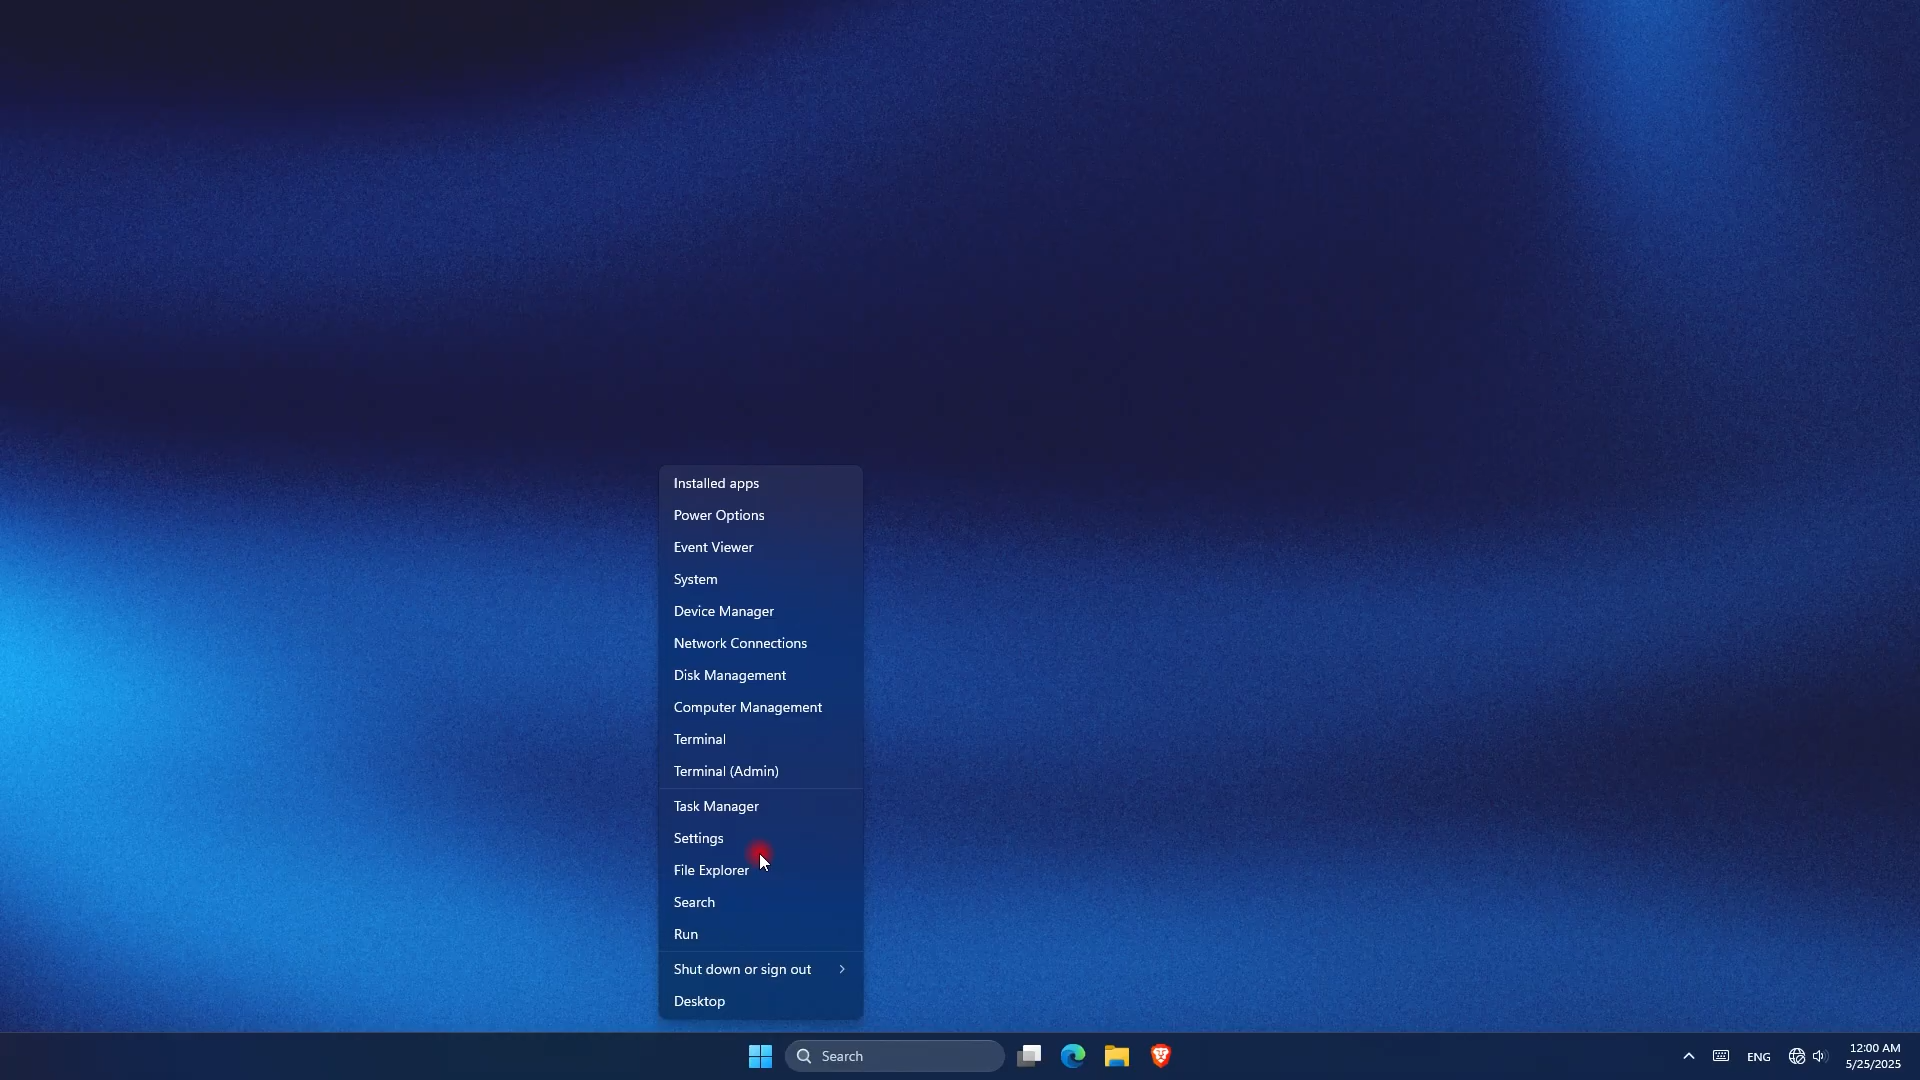 Installed apps
Power Options
Event Viewer
System
Device Manager
Network Connections
Disk Management
Computer Management
Terminal
Terminal (Admin)
Task Manager
Settings
File Explorer
Search
Run
Shut down or sign out
Desktop
Search
ENG
12:00 AM
5/25/2025